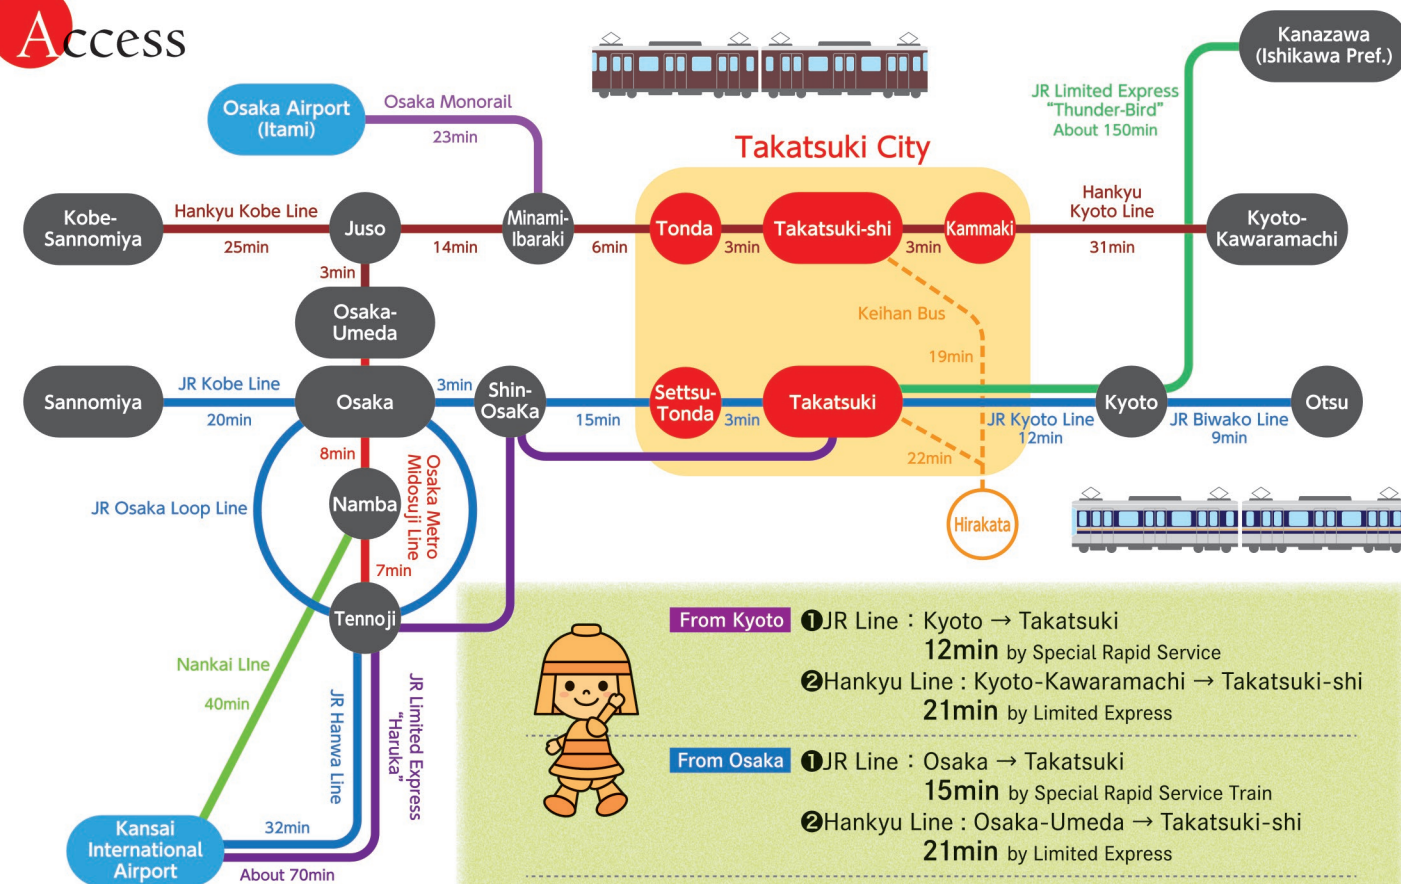 Access
Kanazawa
(Ishikawa Pref.)
JR Limited Express
"Thunder-Bird"
About 150min
Osaka Airport
(Itami)
Osaka Monorail
23min
Takatsuki City
Kobe-
Sannomiya
Hankyu Kobe Line
25min
Juso
14min
Minami-
Ibaraki
6min
Tonda
3min
Takatsuki-shi
3min
Kammaki
Hankyu
Kyoto Line
31min
Kyoto-
Kawaramachi
3min
Osaka-
Umeda
Keihan Bus
19min
Sannomiya
JR Kobe Line
20min
Osaka
3min
Shin-
OsaKa
15min
Settsu-
Tonda
3min
Takatsuki
JR Kyoto Line
12min
Kyoto
JR Biwako Line
9min
Otsu
22min
Hirakata
8min
Osaka Metro
Midosuji Line
JR Osaka Loop Line
Namba
7min
Tennoji
Nankai LIne
40min
JR Hanwa Line
JR Limited Express
"Haruka"
32min
Kansai
International
Airport
About 70min
From Kyoto
❶JR Line : Kyoto → Takatsuki
12min by Special Rapid Service
❷Hankyu Line : Kyoto-Kawaramachi → Takatsuki-shi
21min by Limited Express
From Osaka
❶JR Line : Osaka → Takatsuki
15min by Special Rapid Service Train
❷Hankyu Line : Osaka-Umeda → Takatsuki-shi
21min by Limited Express